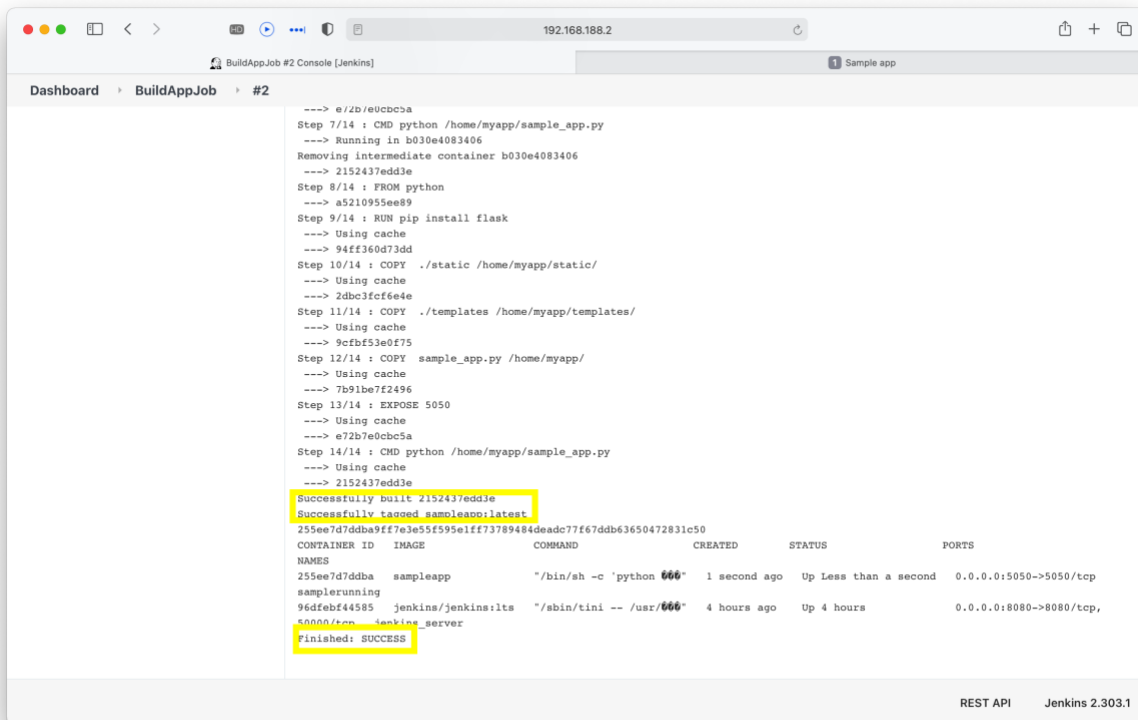 HD
192.168.188.2
BuildAppJob #2 Console [Jenkins]
1 Sample app
Dashboard BuildAppJob #2
---> e72b7e0cbc5a
Step 7/14 : CMD python /home/myapp/sample_app.py
---> Running in b030e4083406
Removing intermediate container b030e4083406
---> 2152437edd3e
Step 8/14 : FROM python
---> a5210955ee89
Step 9/14 : RUN pip install flask
---> Using cache
---> 94ff360d73dd
Step 10/14 : COPY  ./static /home/myapp/static/
---> Using cache
---> 2dbc3fcf6e4e
Step 11/14 : COPY  ./templates /home/myapp/templates/
---> Using cache
---> 9cfbf53e0f75
Step 12/14 : COPY  sample_app.py /home/myapp/
---> Using cache
---> 7b91be7f2496
Step 13/14 : EXPOSE 5050
---> Using cache
---> e72b7e0cbc5a
Step 14/14 : CMD python /home/myapp/sample_app.py
---> Using cache
---> 2152437edd3e
Successfully built 2152437edd3e
Successfully tagged sampleapp:latest
255ee7d7ddba9ff7e3e55f595e1ff73789484deadc77f67ddb63650472831c50
CONTAINER ID   IMAGE   COMMAND   CREATED   STATUS   PORTS
NAMES
255ee7d7ddba   sampleapp   "/bin/sh -c 'python ���"   1 second ago   Up Less than a second   0.0.0.0:5050->5050/tcp
samplerunning
96dfebf44585   jenkins/jenkins:lts   "/sbin/tini -- /usr/���"   4 hours ago   Up 4 hours   0.0.0.0:8080->8080/tcp,
50000/tcp   jenkins_server
Finished: SUCCESS
REST API Jenkins 2.303.1